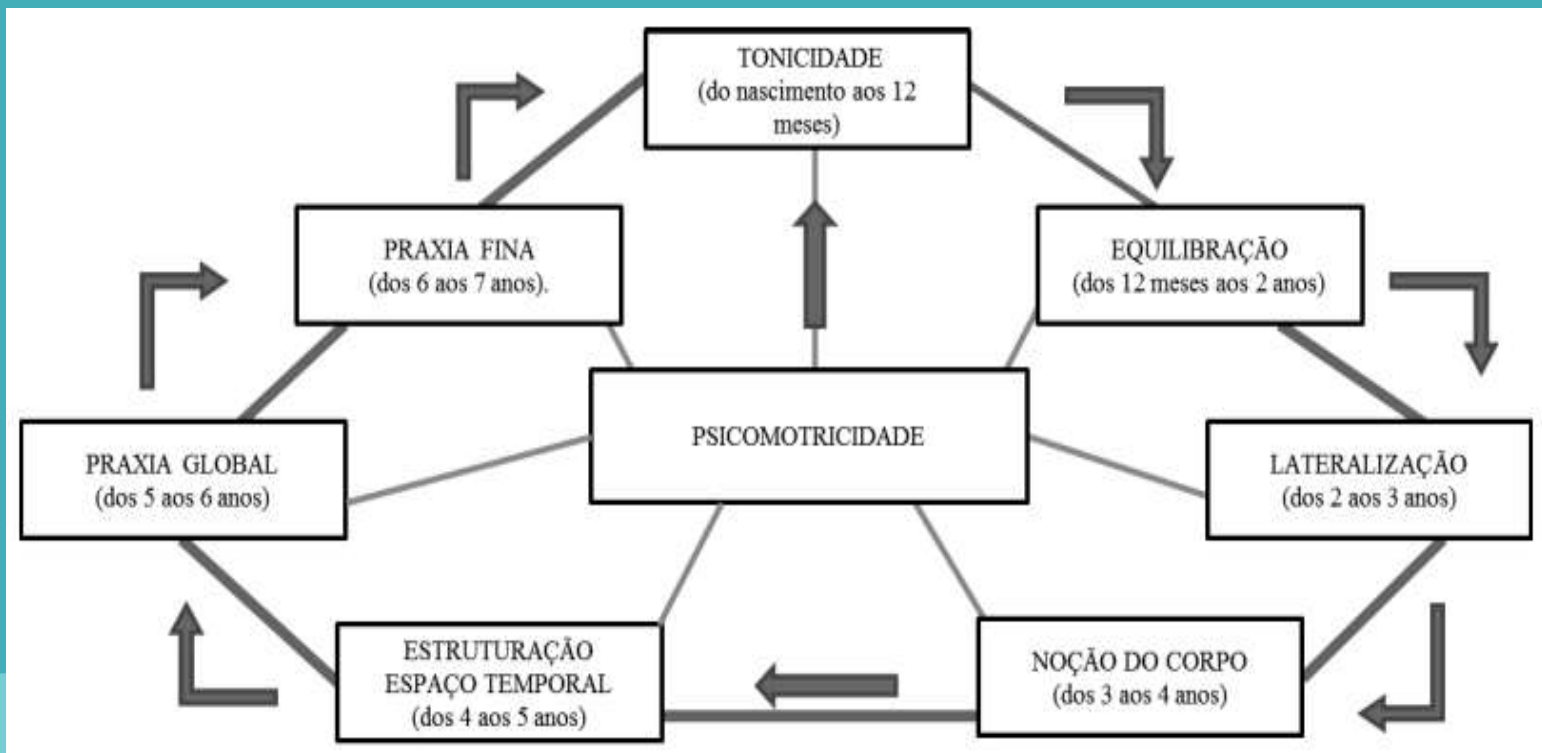 TONICIDADE
(do nascimento aos 12
meses)
EQUILIBRAÇÃO
(dos 12 meses aos 2 anos)
LATERALIZAÇÃO
(dos 2 aos 3 anos)
NOÇÃO DO CORPO
(dos 3 aos 4 anos)
ESTRUTURAÇÃO
ESPAÇO TEMPORAL
(dos 4 aos 5 anos)
PRAXIA GLOBAL
(dos 5 aos 6 anos)
PRAXIA FINA
(dos 6 aos 7 anos).
PSICOMOTRICIDADE